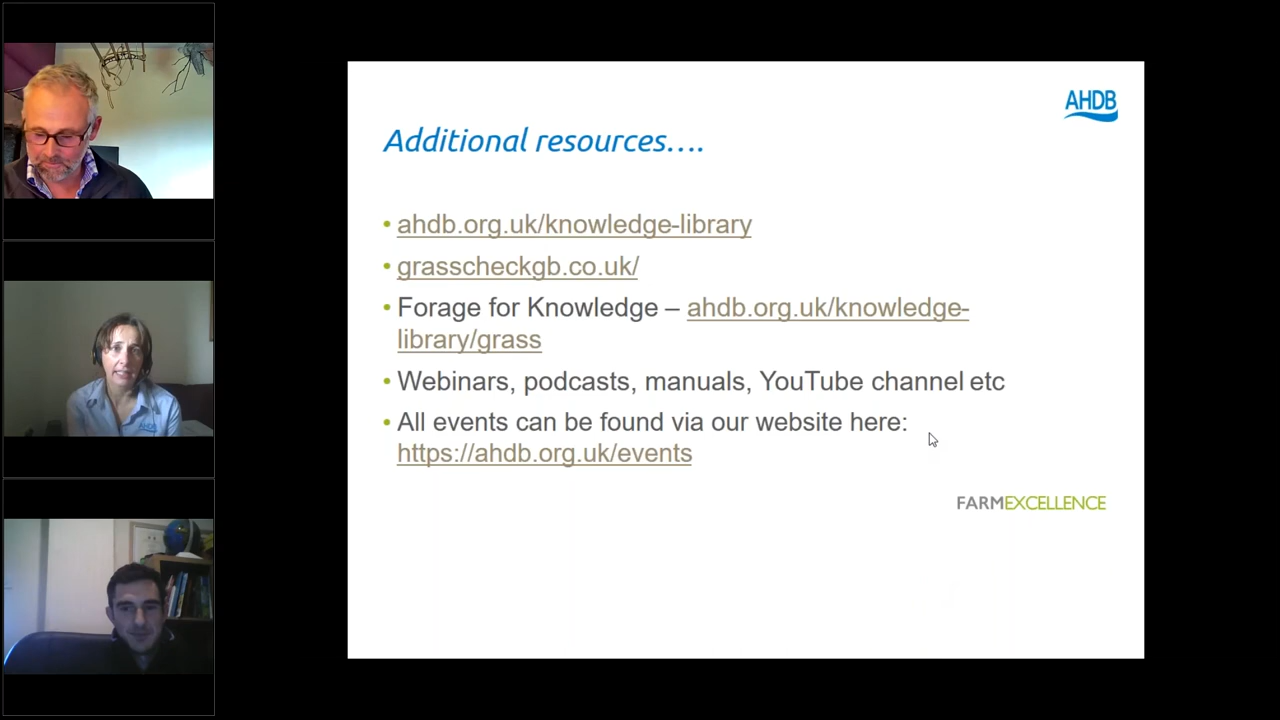 AHDB
Additional resources....
• ahdb.org.uk/knowledge-library
• grasscheckgb.co.uk/
• Forage for Knowledge – ahdb.org.uk/knowledge-
library/grass
• Webinars, podcasts, manuals, YouTube channel etc
• All events can be found via our website here:
https://ahdb.org.uk/events
FARMEXCELLENCE
AHDB